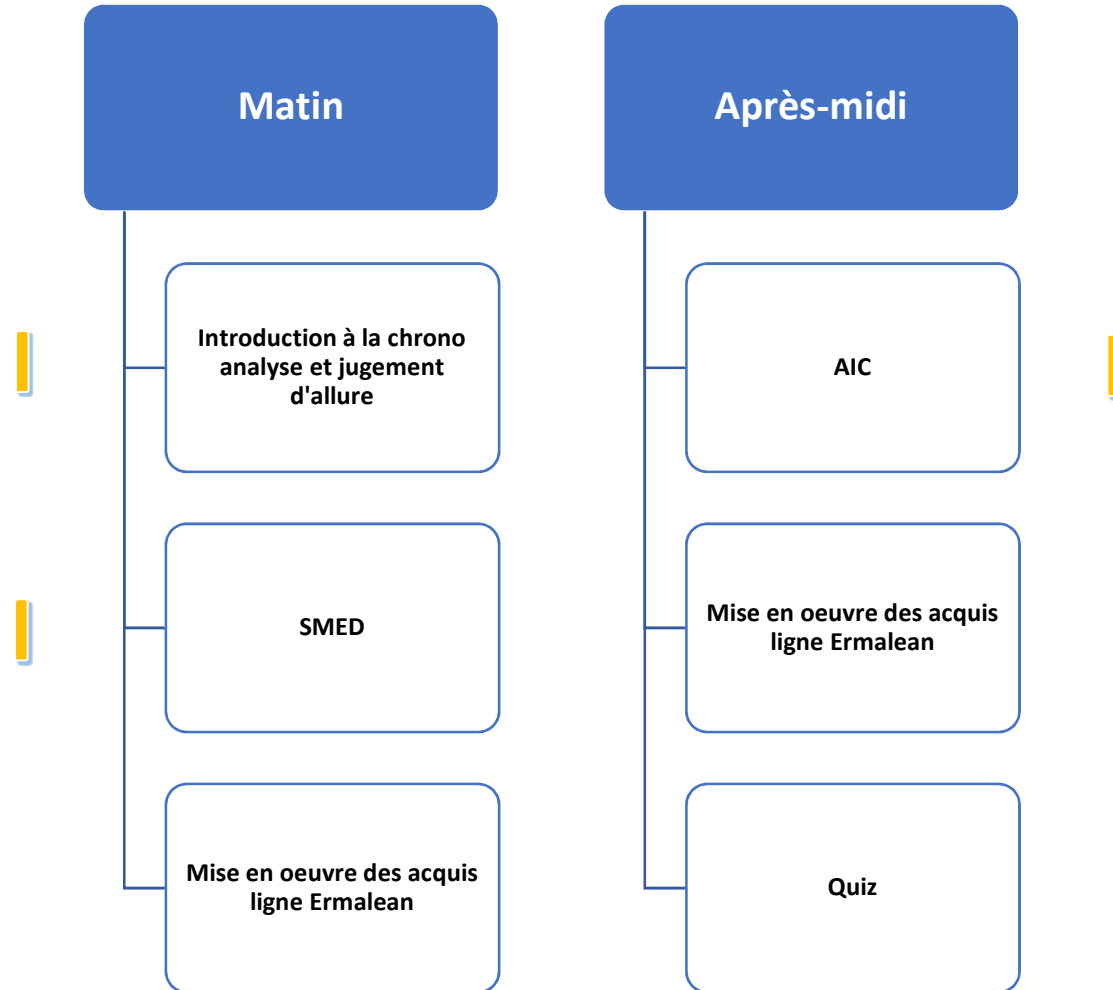 Matin
Introduction à la chrono
analyse et jugement
d'allure
SMED
Mise en oeuvre des acquis
ligne Ermalean
Après-midi
AIC
Mise en oeuvre des acquis
ligne Ermalean
Quiz